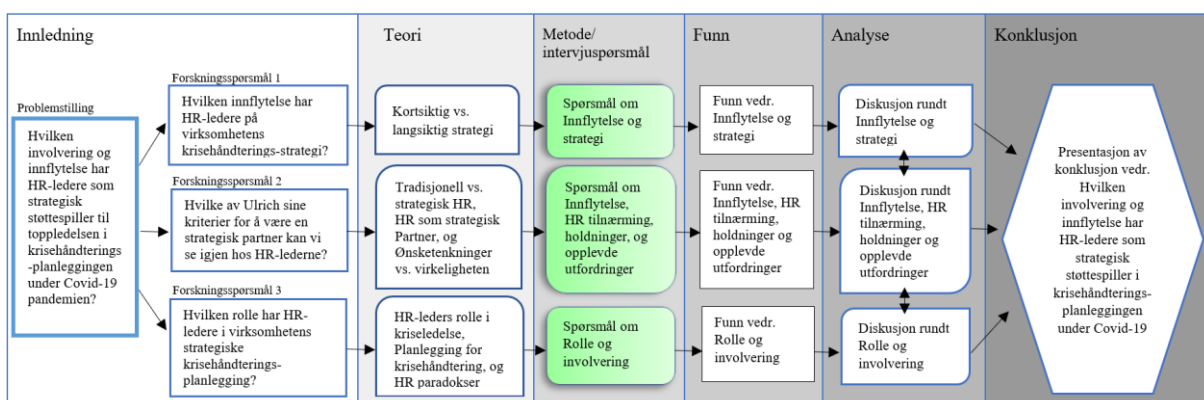 Innledning
Problemstilling
Hvilken
involvering og
innflytelse har
HR-ledere som
strategisk
støttespiller til
toppledelsen i
krisehåndterings
-planleggingen
under Covid-19
pandemien?
Forskningsspørsmål 1
Hvilken innflytelse har
HR-ledere på
virksomhetens
krisehåndterings-strategi?
Forskningsspørsmål 2
Hvilke av Ulrich sine
kriterier for å være en
strategisk partner kan vi
se igjen hos HR-lederne?
Forskningsspørsmål 3
Hvilken rolle har HR-
ledere i virksomhetens
strategiske
krisehåndterings-
planlegging?
Teori
Kortsiktig vs.
langsiktig strategi
Tradisjonell vs.
strategisk HR,
HR som strategisk
Partner, og
Ønsketenkninger
vs. virkeligheten
HR-leders rolle i
kriseledelse,
Planlegging for
krisehåndtering, og
HR paradokser
Metode/
intervjuspørsmål
Spørsmål om
Innflytelse og
strategi
Spørsmål om
Innflytelse,
HR tilnærming,
holdninger, og
opplevde
utfordringer
Spørsmål om
Rolle og
involvering
Funn
Funn vedr.
Innflytelse og
strategi
Funn vedr.
Innflytelse, HR
tilnærming,
holdninger og
opplevde
utfordringer
Funn vedr.
Rolle og
involvering
Analyse
Diskusjon rundt
Innflytelse og
strategi
Diskusjon rundt
Innflytelse, HR
tilnærming,
holdninger og
opplevde
utfordringer
Diskusjon rundt
Rolle og
involvering
Konklusjon
Presentasjon av
konklusjon vedr.
Hvilken
involvering og
innflytelse har
HR-ledere som
strategisk
støttespiller i
krisehåndterings-
planleggingen
under Covid-19